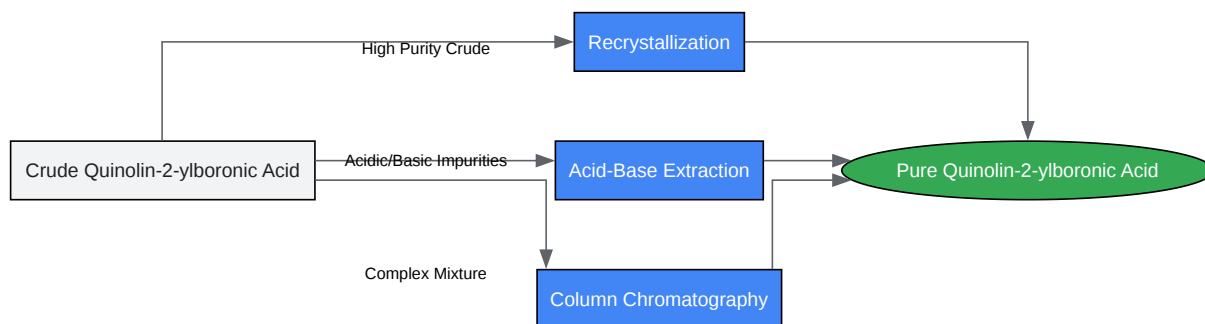 Recrystallization
High Purity Crude
Crude Quinolin-2-ylboronic Acid
Acidic/Basic Impurities
Acid-Base Extraction
Pure Quinolin-2-ylboronic Acid
Complex Mixture
Column Chromatography